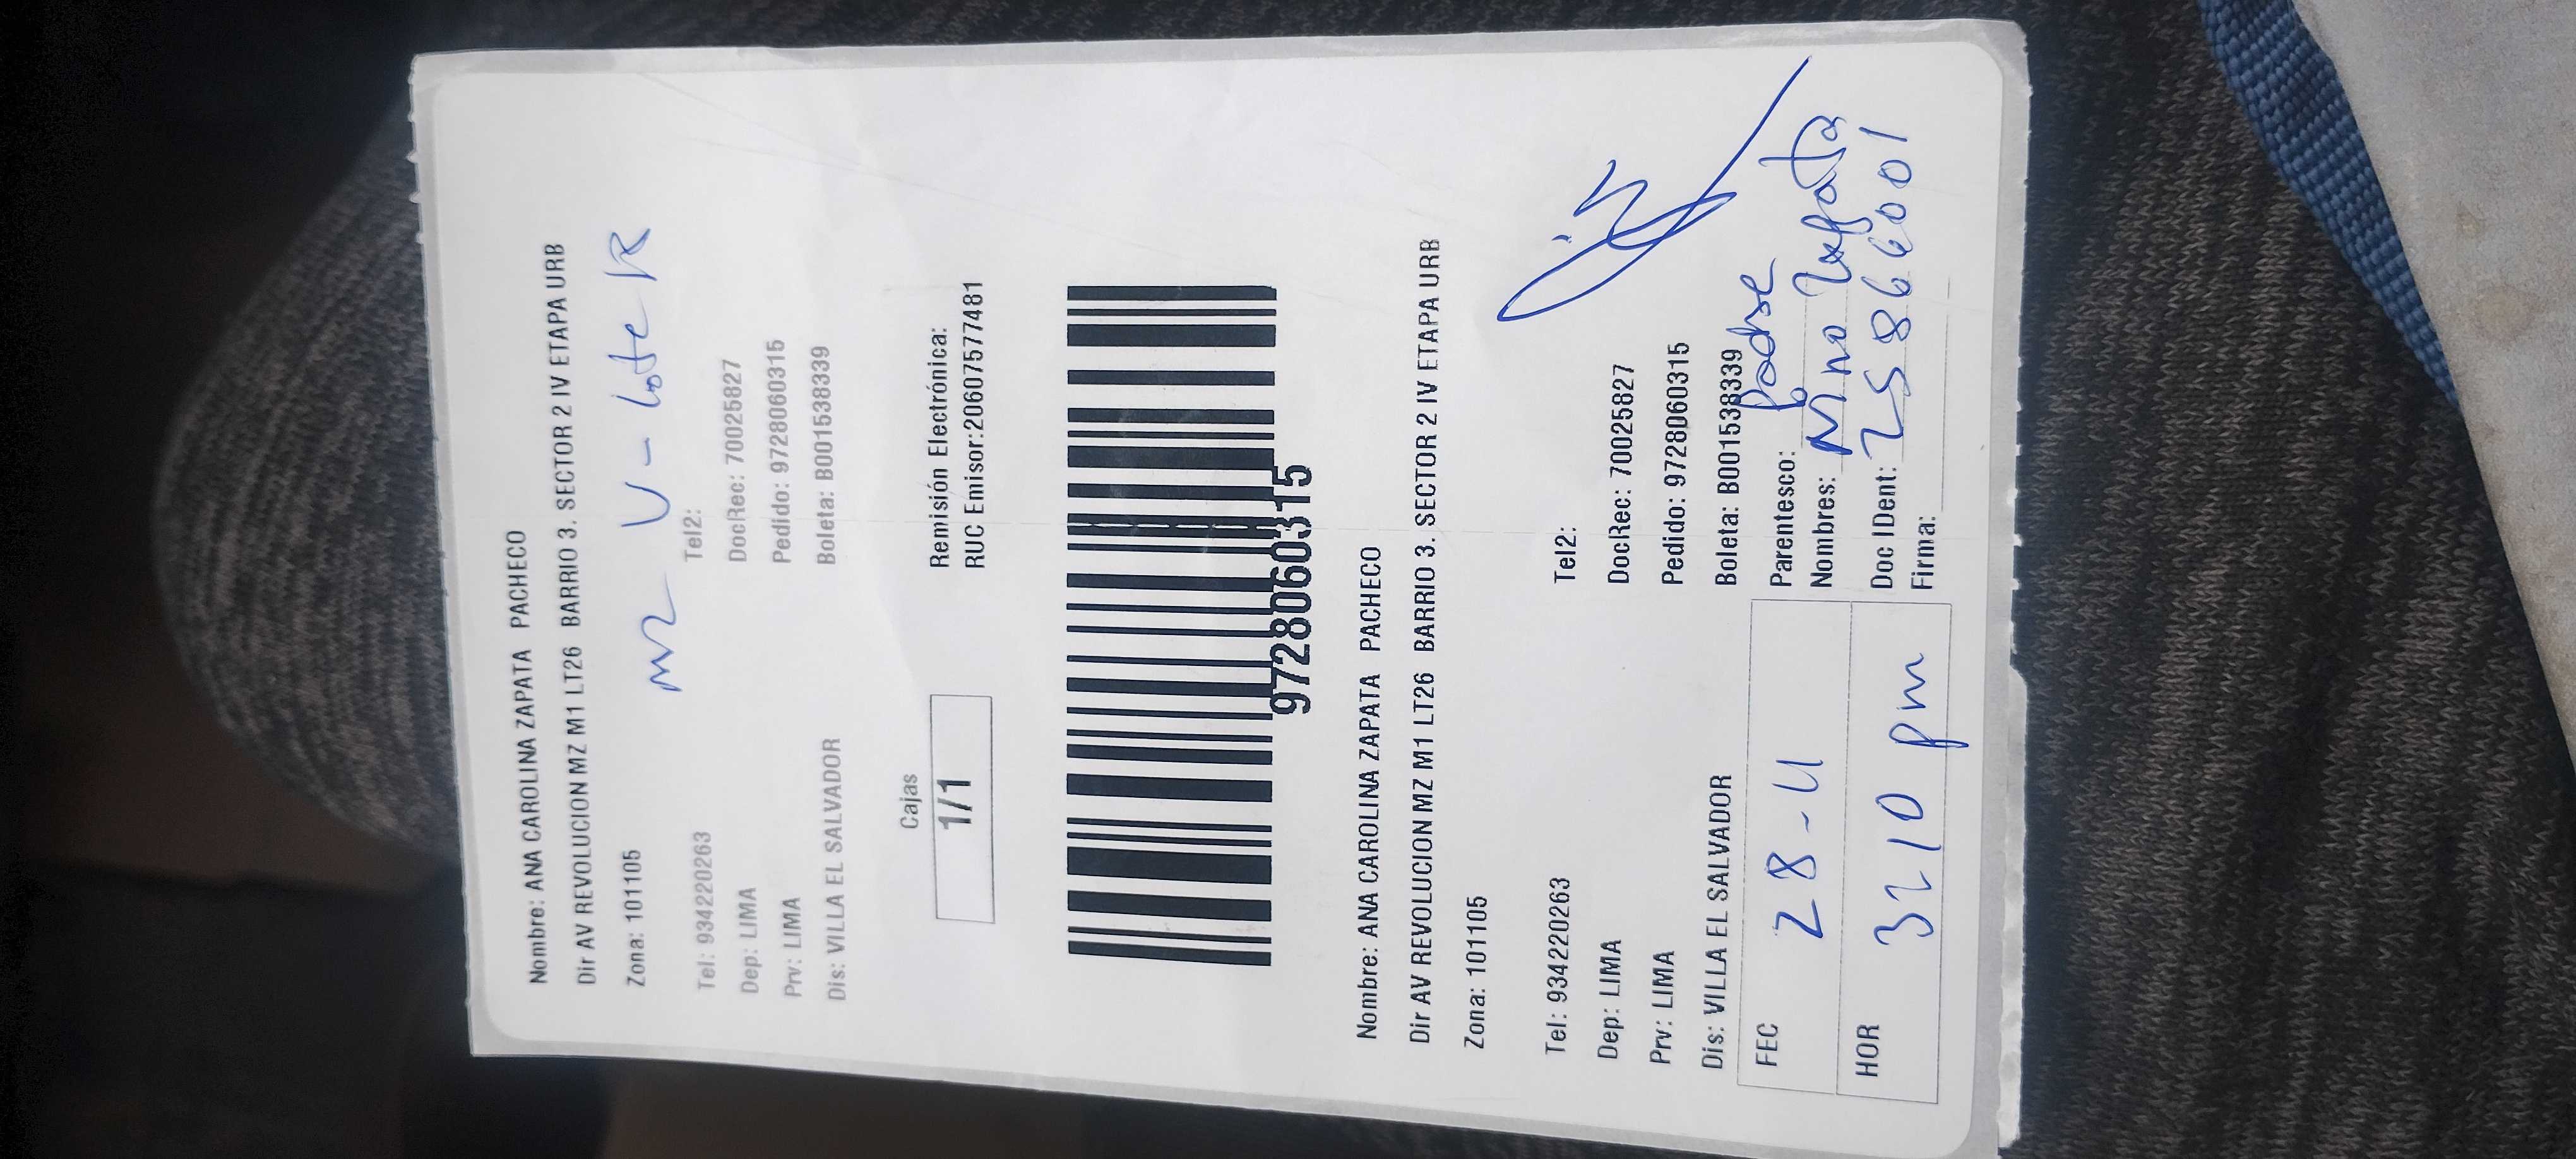 Nombre: ANA CAROLINA ZAPATA PACHECO
Dir AV REVOLUCION MZ M1 LT26 BARRIO 3. SECTOR 2 IV ETAPA URB
Zona: 101105
mz U - Lote K
Tel: 934220263 Tel2:
Dep: LIMA DocRec: 70025827
Prv: LIMA Pedido: 9728060315
Dis: VILLA EL SALVADOR Boleta: B001538339
Cajas
1/1
Remisión Electrónica:
RUC Emisor:20607577481
9728060315
Nombre: ANA CAROLINA ZAPATA PACHECO
Dir AV REVOLUCION MZ M1 LT26 BARRIO 3. SECTOR 2 IV ETAPA URB
Zona: 101105
Tel: 934220263 Tel2:
Dep: LIMA DocRec: 70025827
Prv: LIMA Pedido: 9728060315
Dis: VILLA EL SALVADOR Boleta: B001538339
FEC 28-11
HOR 3:10 pm
Parentesco: Padre
Nombres: Nino Zapata
Doc IDent: 25866001
Firma: